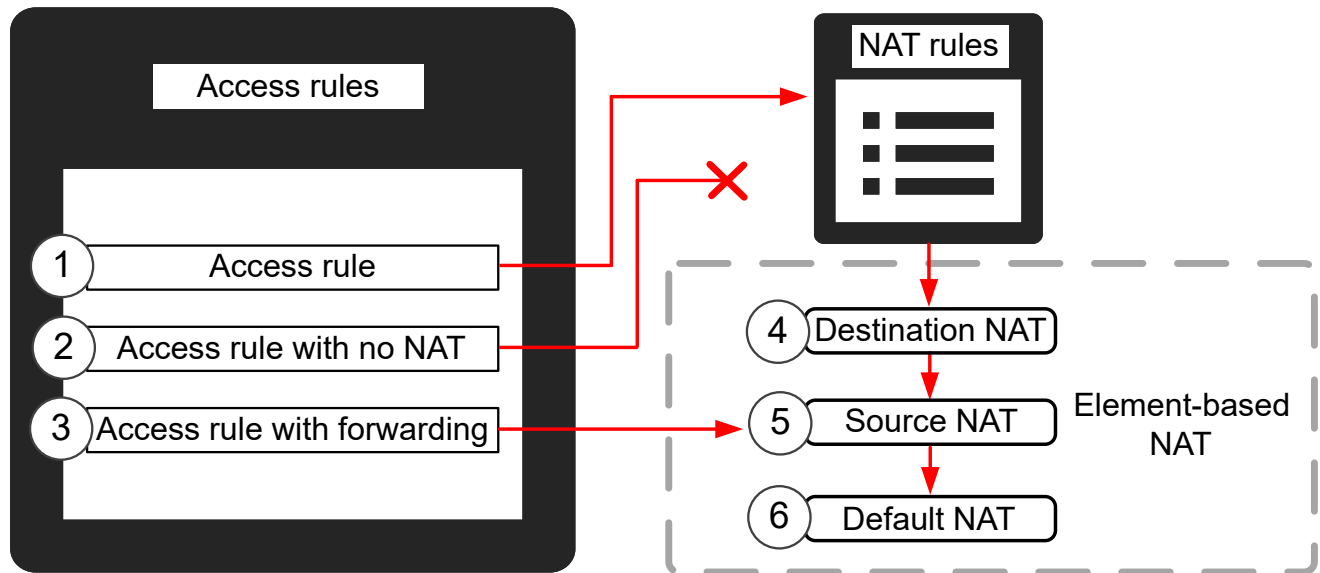 Access rules
1
Access rule
2
Access rule with no NAT
3
Access rule with forwarding
NAT rules
4
Destination NAT
5
Source NAT
6
Default NAT
Element-based
NAT